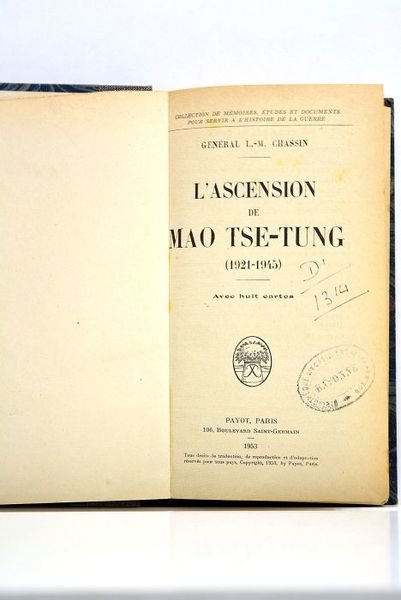 COLLECTION DE MÉMOIRES, ÉTUDES ET DOCUMENTS
POUR SERVIR A L'HISTOIRE DE LA GUERRE
GÉNÉRAL L.-M. CHASSIN
L'ASCENSION
DE
MAO TSE-TUNG
(1921-1945)
Avec huit cartes
D'
1314
BAYONNE
PAYOT, PARIS
106, BOULEVARD SAINT-GERMAIN
1953
Tous droits de traduction, de reproduction et d'adaptation
réservés pour tous pays, Copyright, 1953, by Payot, Paris.